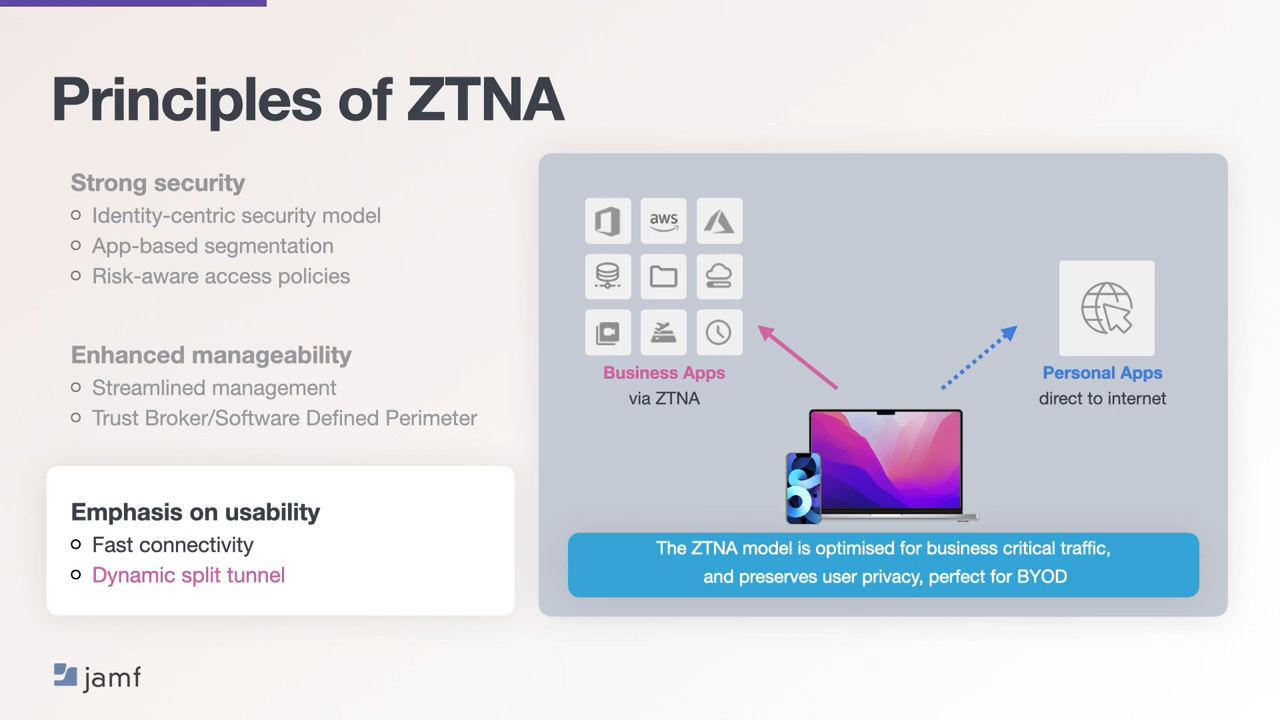 Principles of ZTNA
Strong security
Identity-centric security model
App-based segmentation
Risk-aware access policies
Enhanced manageability
Streamlined management
Trust Broker/Software Defined Perimeter
Emphasis on usability
Fast connectivity
Dynamic split tunnel
aws
Business Apps
via ZTNA
Personal Apps
direct to internet
The ZTNA model is optimised for business critical traffic,
and preserves user privacy, perfect for BYOD
jamf